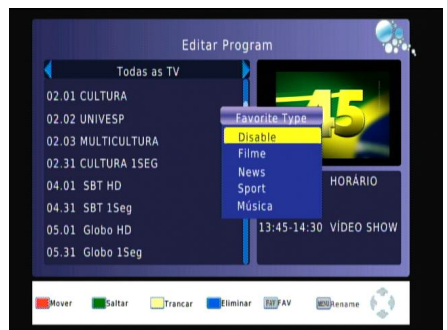 Editar Program
Todas as TV
02.01 CULTURA
02.02 UNIVESP
02.03 MULTICULTURA
02.31 CULTURA 1SEG
04.01 SBT HD
04.31 SBT 1Seg
05.01 Globo HD
05.31 Globo 1Seg
45
Favorite Type
Disable
Filme
News
Sport
Música
HORÁRIO
13:45-14:30 VÍDEO SHOW
Mover
Saltar
Trancar
Eliminar
FAV FAV
MENU Rename